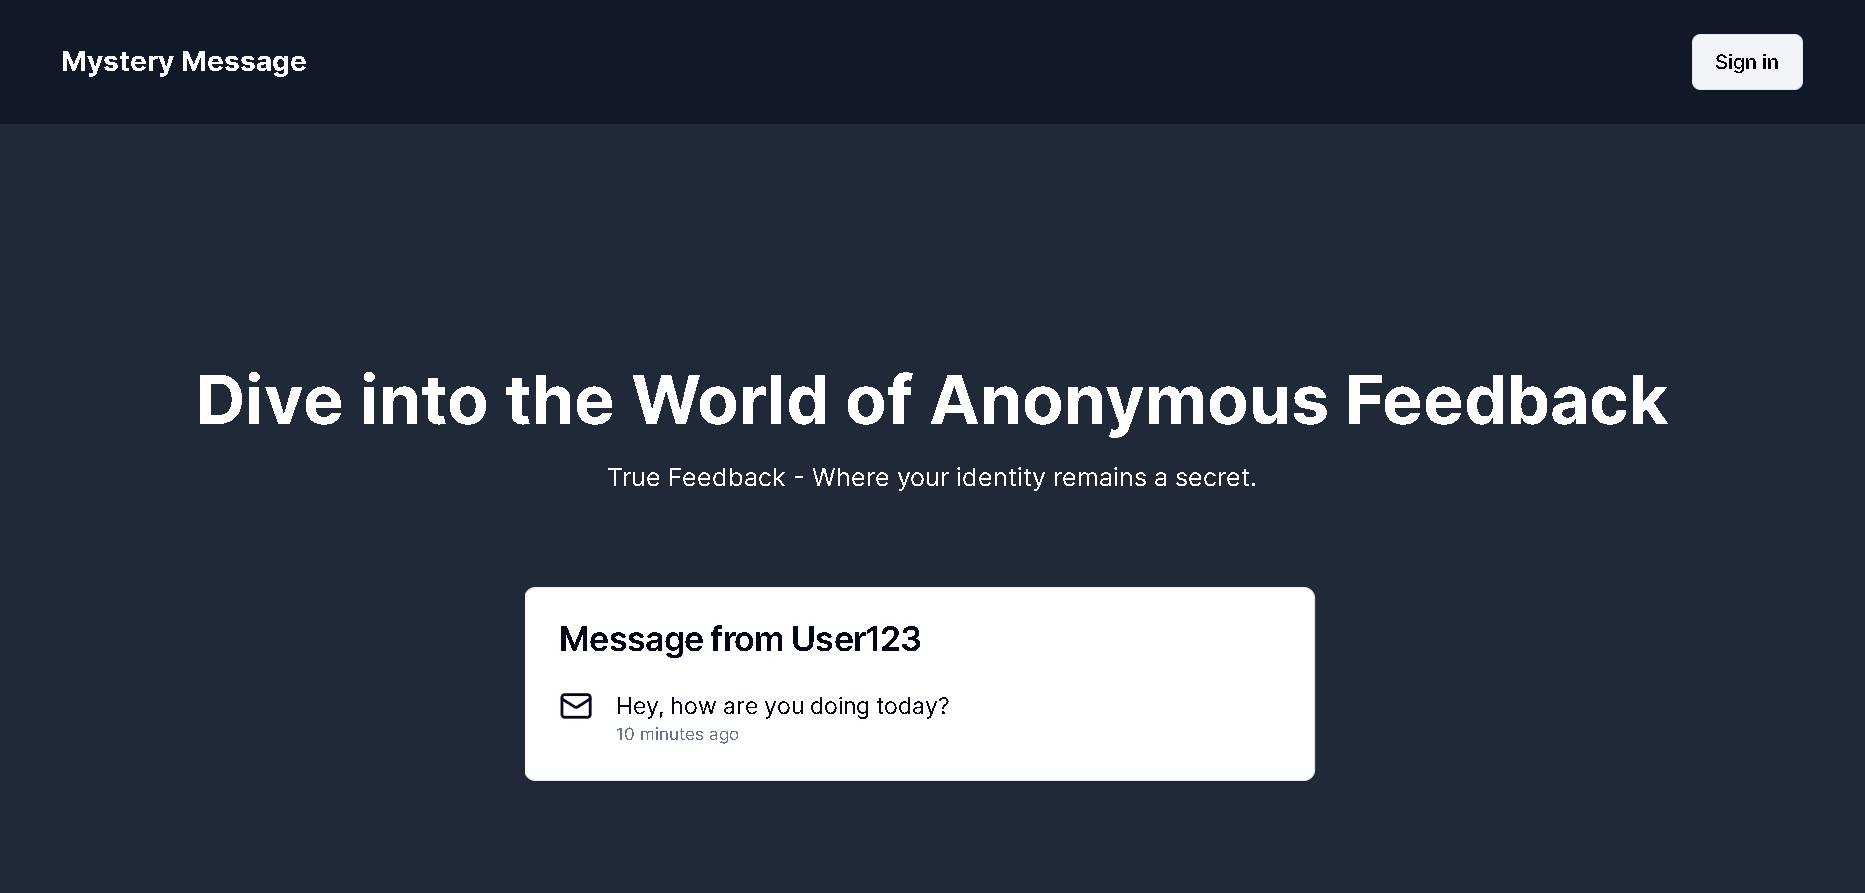 Mystery Message
Sign in
Dive into the World of Anonymous Feedback
True Feedback - Where your identity remains a secret.
Message from User123
Hey, how are you doing today?
10 minutes ago